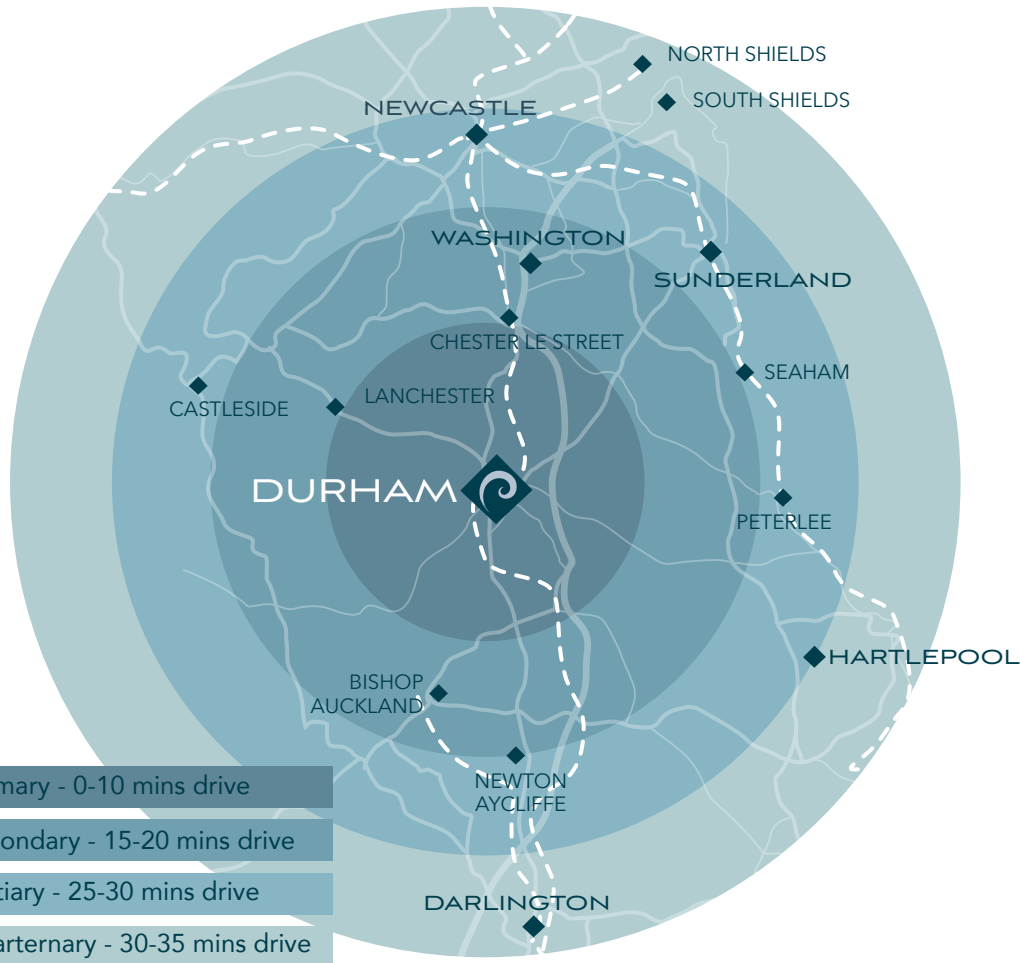 NORTH SHIELDS
SOUTH SHIELDS
NEWCASTLE
WASHINGTON
SUNDERLAND
CHESTER LE STREET
SEAHAM
LANCHESTER
CASTLESIDE
DURHAM
PETERLEE
HARTLEPOOL
BISHOP
AUCKLAND
NEWTON
AYCLIFFE
DARLINGTON
mary - 0-10 mins drive
ondary - 15-20 mins drive
tiary - 25-30 mins drive
arternary - 30-35 mins drive